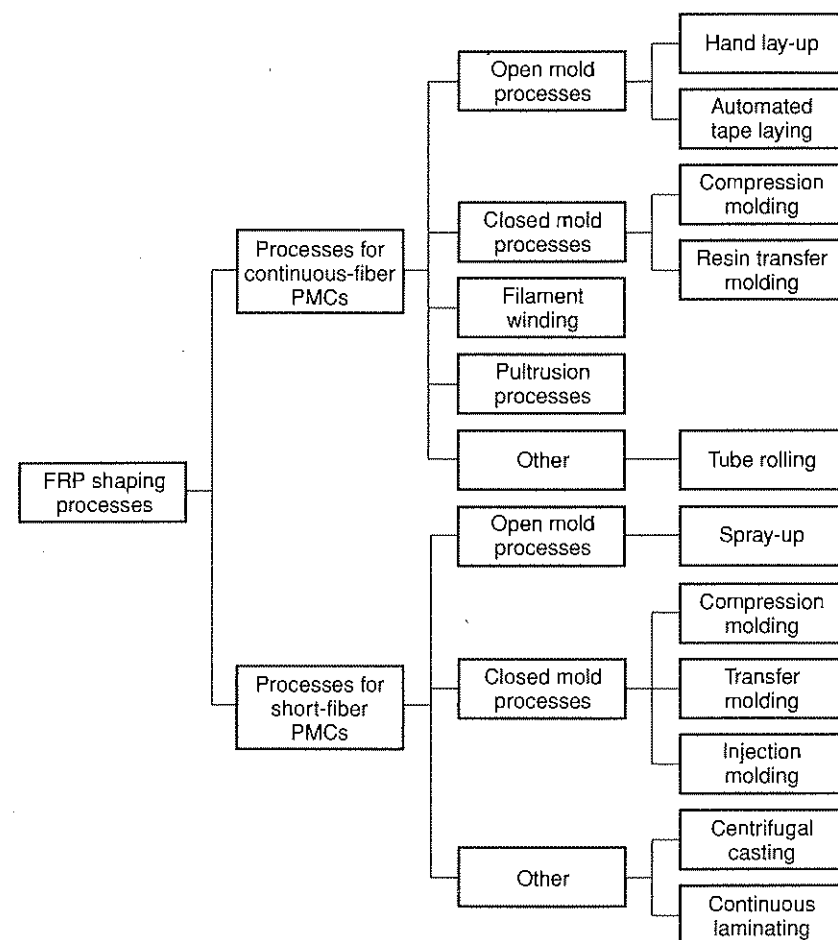 Hand lay-up
Open mold
processes
Automated
tape laying
Compression
molding
Closed mold
processes
Processes for
continuous-fiber
PMCs
Resin transfer
molding
Filament
winding
Pultrusion
processes
Other
Tube rolling
FRP shaping
processes
Open mold
processes
Spray-up
Compression
molding
Processes for
short-fiber
PMCs
Closed mold
processes
Transfer
molding
Injection
molding
Centrifugal
casting
Other
Continuous
laminating